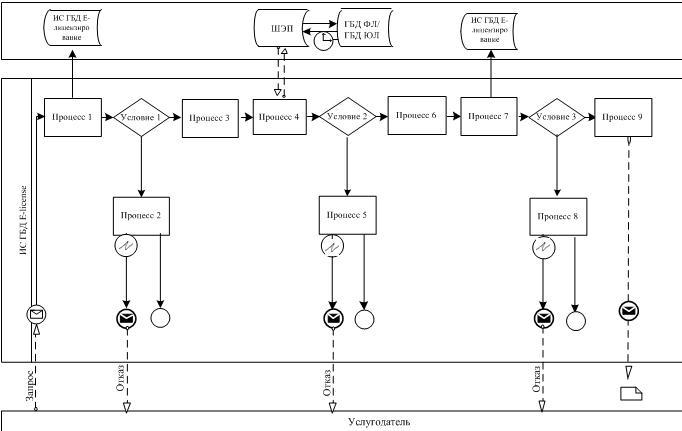 ИС ГБД Е-
лицензиро
вание
ШЭП
ГБД ФЛ/
ГБД ЮЛ
ИС ГБД Е-
лицензиро
вание
ИС ГБД E-license
Процесс 1
Условие 1
Процесс 3
Процесс 4
Условие 2
Процесс 6
Процесс 7
Условие 3
Процесс 9
Процесс 2
Процесс 5
Процесс 8
Запрос
Отказ
Отказ
Отказ
Услугодатель